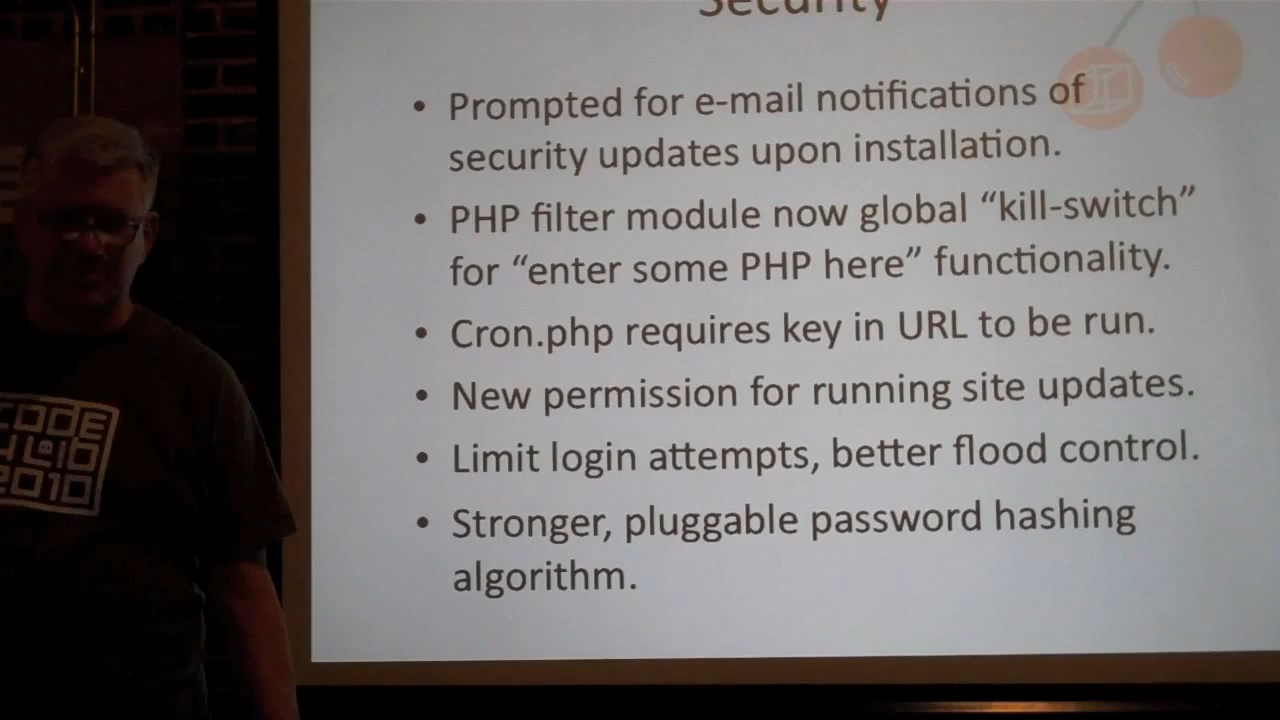 Security
• Prompted for e-mail notifications of
security updates upon installation.
• PHP filter module now global “kill-switch”
for “enter some PHP here” functionality.
• Cron.php requires key in URL to be run.
• New permission for running site updates.
• Limit login attempts, better flood control.
• Stronger, pluggable password hashing
algorithm.
CODE
2010